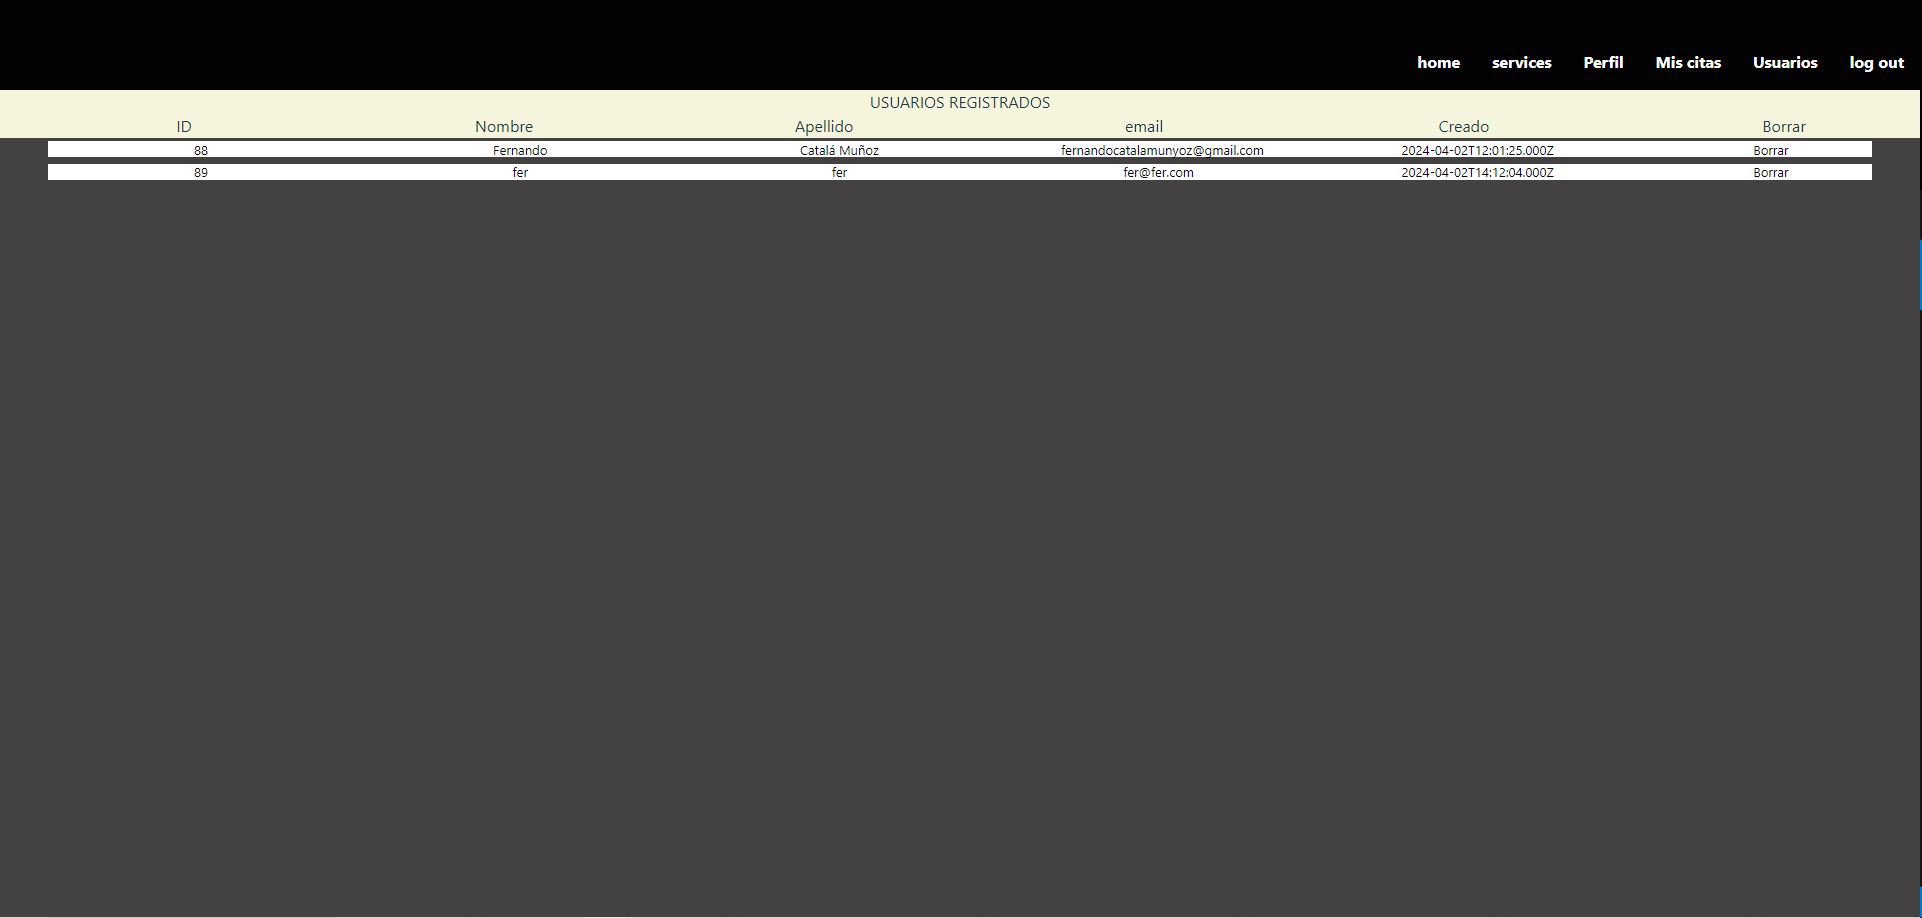 home services Perfil Mis citas Usuarios log out
USUARIOS REGISTRADOS
ID Nombre Apellido email Creado Borrar
88 Fernando Catalá Muñoz fernandocatalamunyoz@gmail.com 2024-04-02T12:01:25.000Z Borrar
89 fer fer fer@fer.com 2024-04-02T14:12:04.000Z Borrar